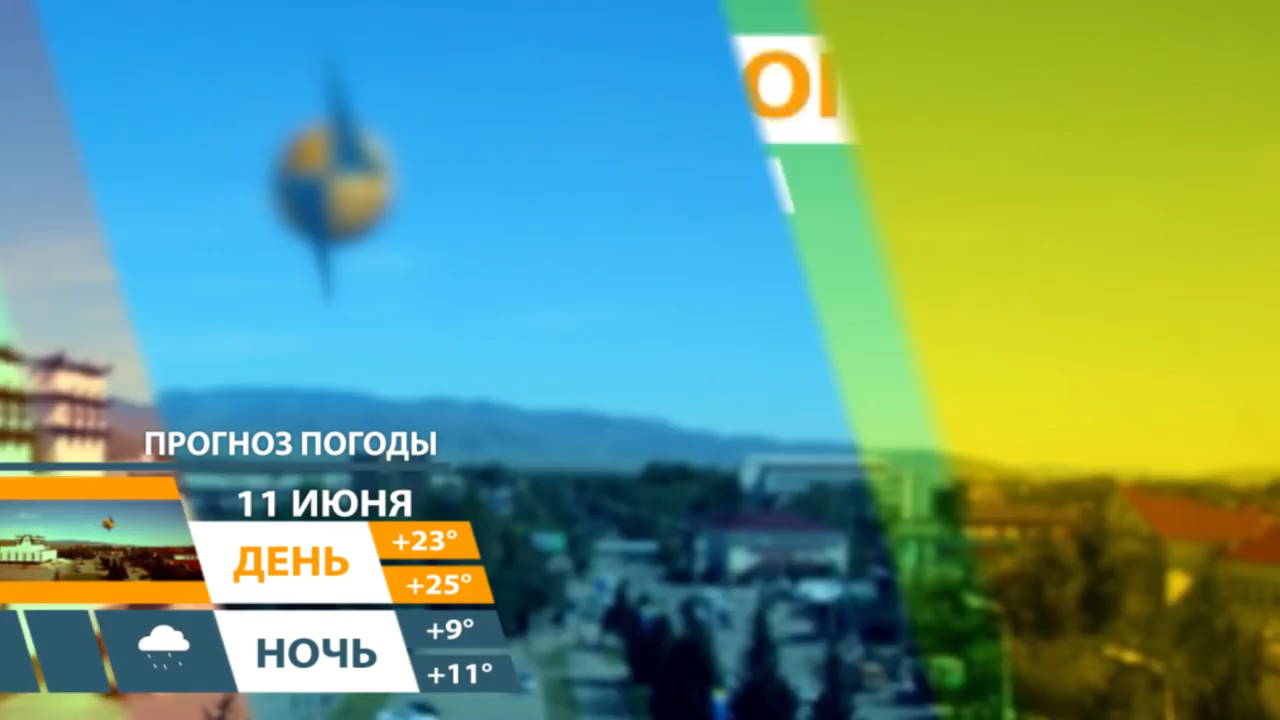 ПРОГНОЗ ПОГОДЫ
11 ИЮНЯ
ДЕНЬ
+23°
+25°
НОЧЬ
+9°
+11°